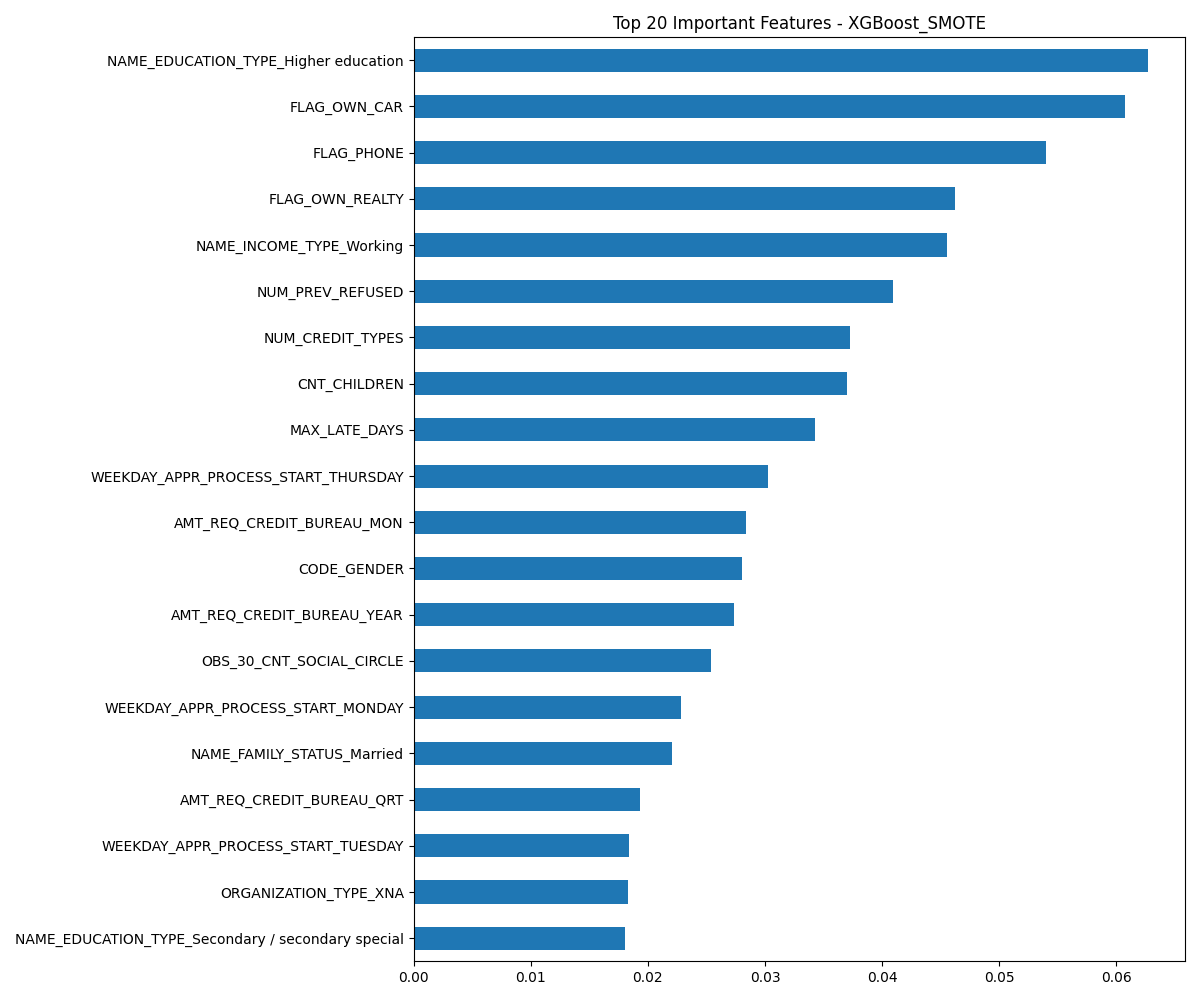 Top 20 Important Features - XGBoost_SMOTE
NAME_EDUCATION_TYPE_Higher education
FLAG_OWN_CAR
FLAG_PHONE
FLAG_OWN_REALTY
NAME_INCOME_TYPE_Working
NUM_PREV_REFUSED
NUM_CREDIT_TYPES
CNT_CHILDREN
MAX_LATE_DAYS
WEEKDAY_APPR_PROCESS_START_THURSDAY
AMT_REQ_CREDIT_BUREAU_MON
CODE_GENDER
AMT_REQ_CREDIT_BUREAU_YEAR
OBS_30_CNT_SOCIAL_CIRCLE
WEEKDAY_APPR_PROCESS_START_MONDAY
NAME_FAMILY_STATUS_Married
AMT_REQ_CREDIT_BUREAU_QRT
WEEKDAY_APPR_PROCESS_START_TUESDAY
ORGANIZATION_TYPE_XNA
NAME_EDUCATION_TYPE_Secondary / secondary special
0.00 0.01 0.02 0.03 0.04 0.05 0.06